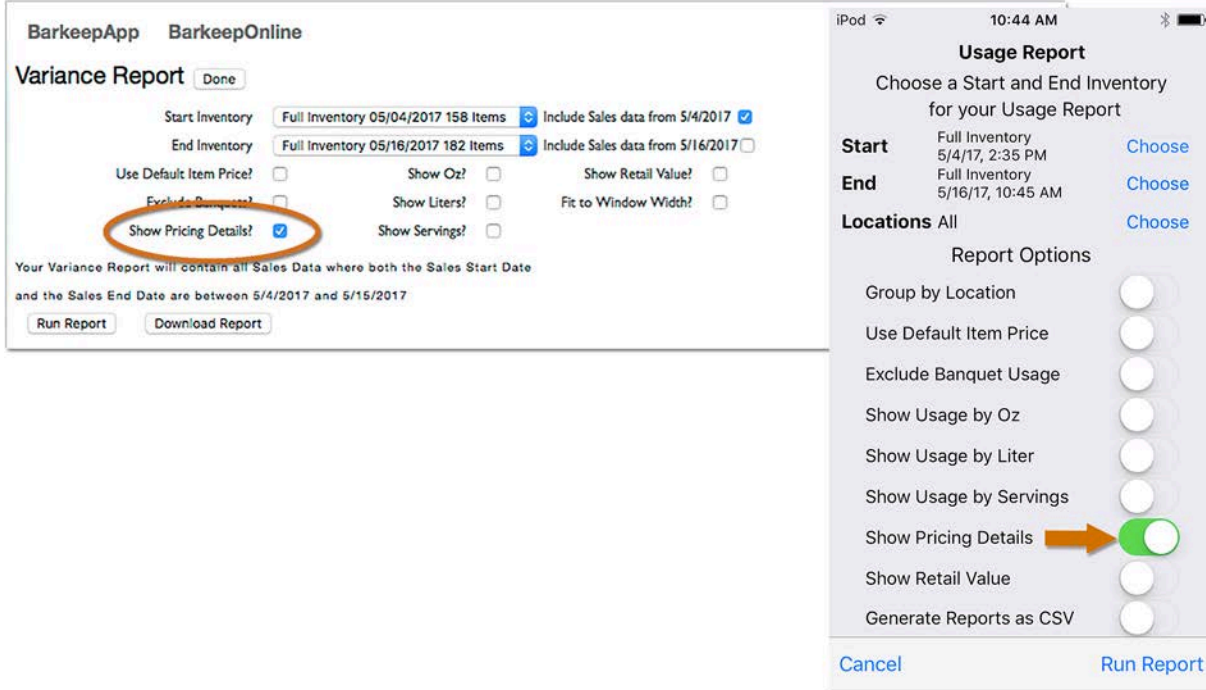 BarkeepApp BarkeepOnline
Variance Report Done
Start Inventory Full Inventory 05/04/2017 158 Items Include Sales data from 5/4/2017
End Inventory Full Inventory 05/16/2017 182 Items Include Sales data from 5/16/2017
Use Default Item Price? Show Oz? Show Retail Value?
Exclude Banquets? Show Liters? Fit to Window Width?
Show Pricing Details? Show Servings?
Your Variance Report will contain all Sales Data where both the Sales Start Date
and the Sales End Date are between 5/4/2017 and 5/15/2017
Run Report Download Report
iPod 10:44 AM
Usage Report
Choose a Start and End Inventory
for your Usage Report
Start Full Inventory
5/4/17, 2:35 PM Choose
End Full Inventory
5/16/17, 10:45 AM Choose
Locations All Choose
Report Options
Group by Location
Use Default Item Price
Exclude Banquet Usage
Show Usage by Oz
Show Usage by Liter
Show Usage by Servings
Show Pricing Details
Show Retail Value
Generate Reports as CSV
Cancel Run Report